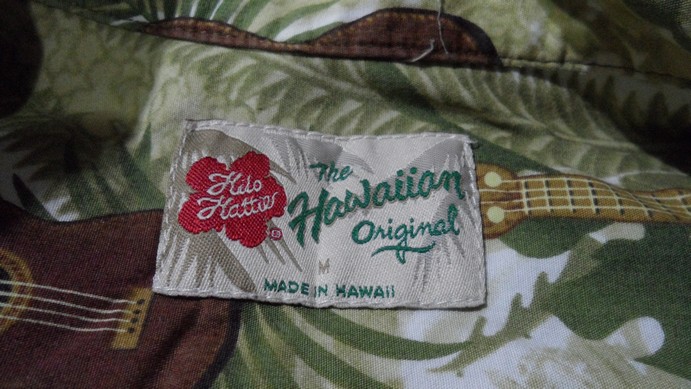 Hilo
Hattie
®
The
Hawaiian
Original
M
MADE IN HAWAii